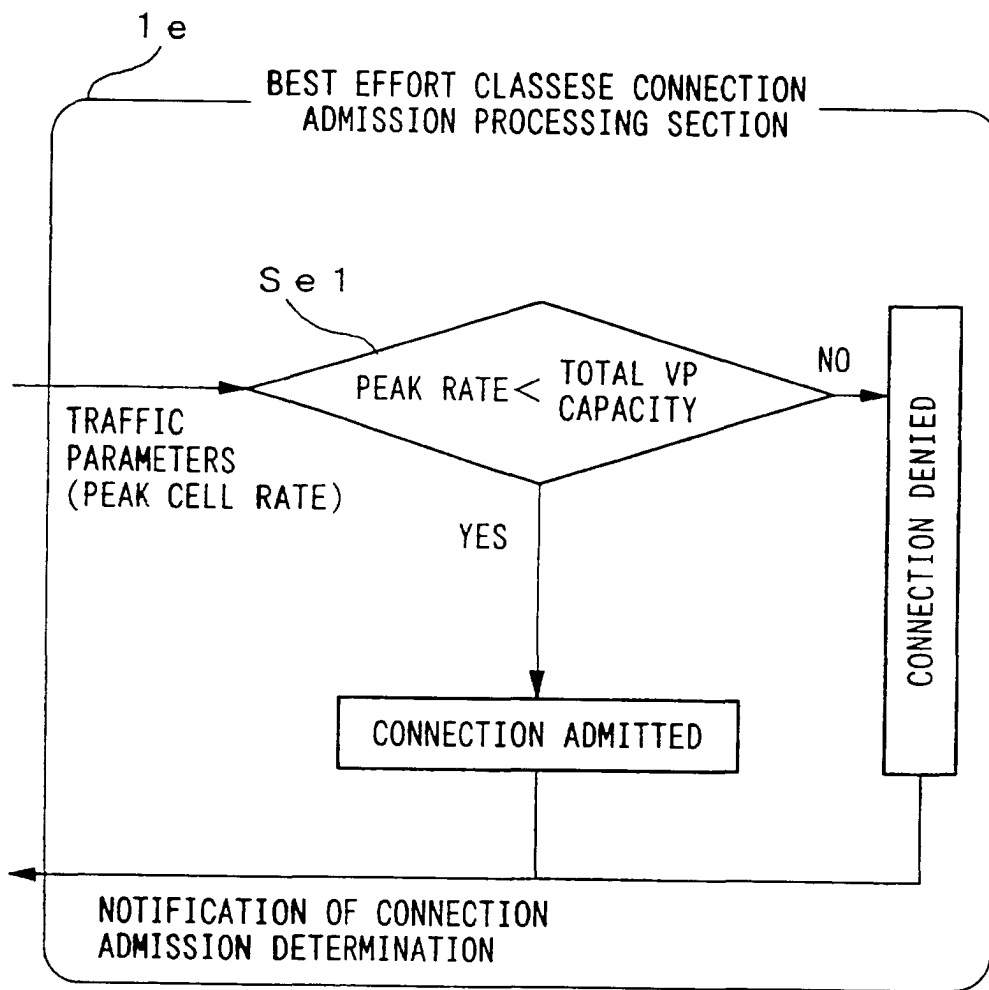 1e
BEST EFFORT CLASSESE CONNECTION
ADMISSION PROCESSING SECTION
Se1
PEAK RATE <
TOTAL VP
CAPACITY
NO
TRAFFIC
PARAMETERS
(PEAK CELL RATE)
YES
CONNECTION DENIED
CONNECTION ADMITTED
NOTIFICATION OF CONNECTION
ADMISSION DETERMINATION